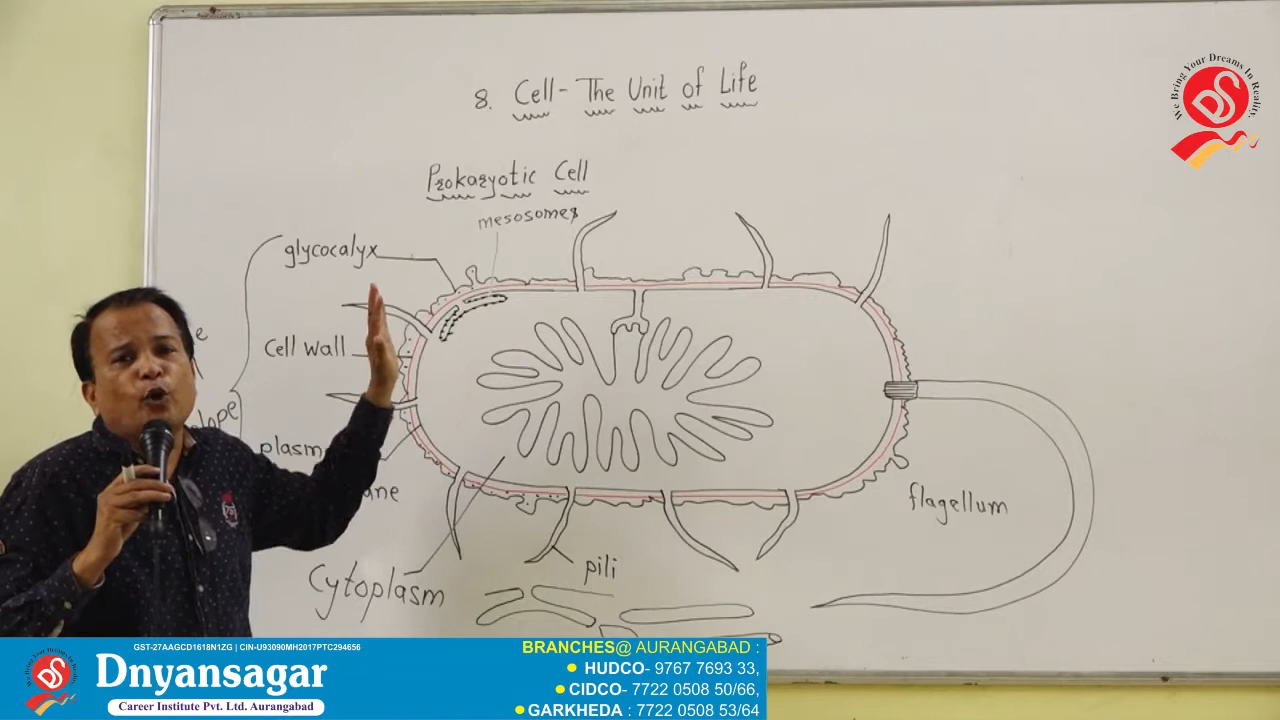 We Bring Your Dreams In Reality.
DS
8. Cell - The Unit of Life
Prokaryotic Cell
mesosomes
glycocalyx
Cell wall
plasm
ane
Cytoplasm
pili
flagellum
GST-27AAGCD1618N1ZG | CIN-U93090MH2017PTC294656
DS
Dnyansagar
Career Institute Pvt. Ltd. Aurangabad
BRANCHES@ AURANGABAD :
HUDCO- 9767 7693 33,
CIDCO- 7722 0508 50/66,
GARKHEDA : 7722 0508 53/64